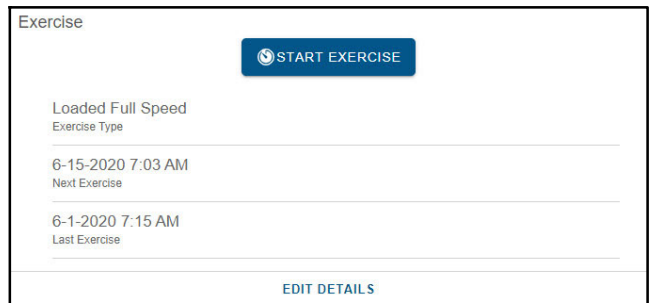 Exercise
START EXERCISE
Loaded Full Speed
Exercise Type
6-15-2020 7:03 AM
Next Exercise
6-1-2020 7:15 AM
Last Exercise
EDIT DETAILS